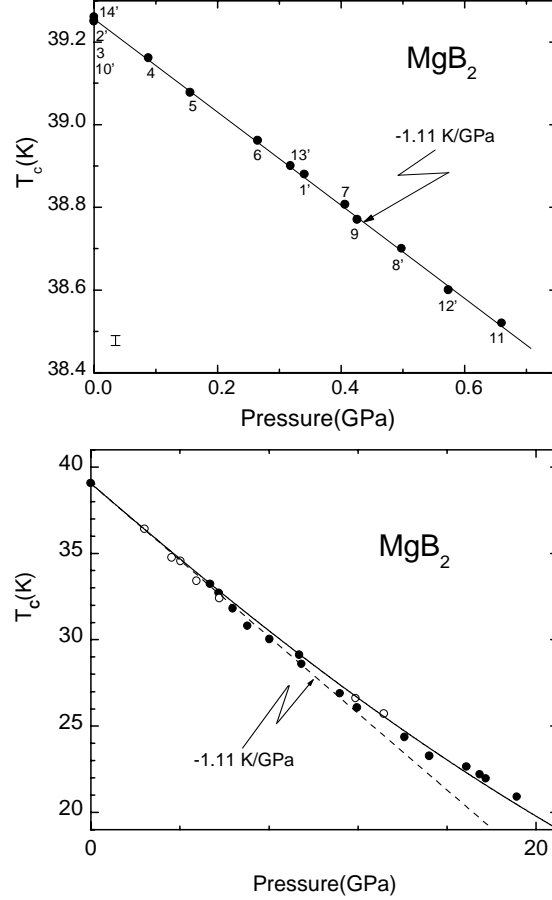 39.2
39.0
38.8
38.6
38.4
T_c(K)
MgB₂
14'
2'
3
10'
4
5
6
13'
1'
7
9
8'
12'
11
-1.11 K/GPa
0.0 0.2 0.4 0.6
Pressure(GPa)
40
35
30
25
20
T_c(K)
MgB₂
-1.11 K/GPa
0 20
Pressure(GPa)